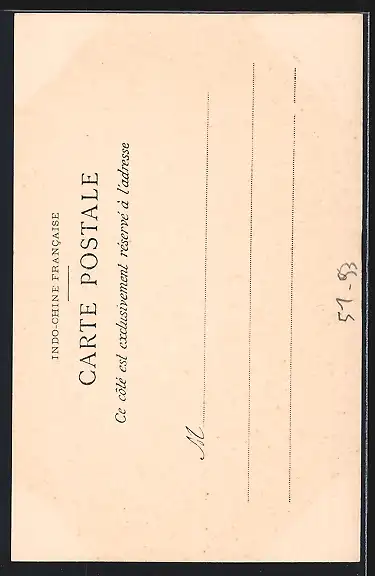 INDO-CHINE FRANÇAISE
CARTE POSTALE
Ce côté est exclusivement réservé à l'adresse
M
51-93